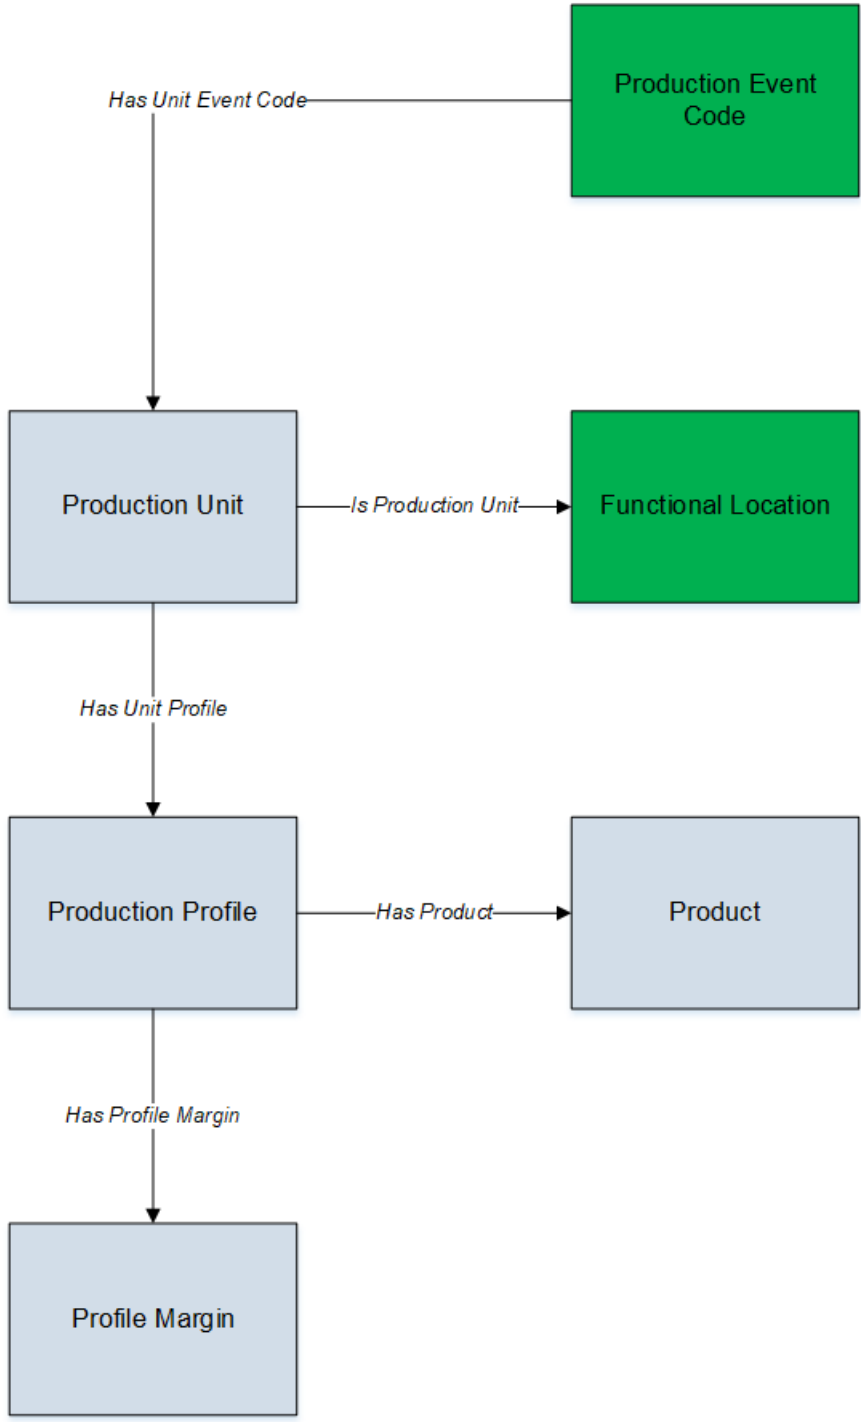 Production Event
Code
Has Unit Event Code
Production Unit
Is Production Unit
Functional Location
Has Unit Profile
Production Profile
Has Product
Product
Has Profile Margin
Profile Margin